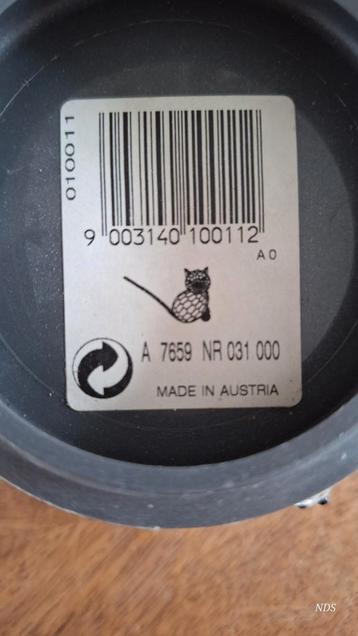 010011
9 003140 100112
A 0
A 7659 NR 031 000
MADE IN AUSTRIA
NDS